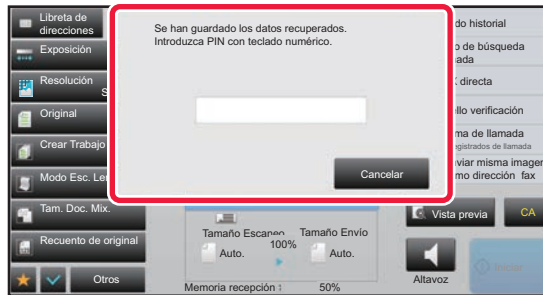 Libreta de
direcciones
Exposición
Resolución
S
Original
Crear Trabajo
Modo Esc. Len
Tam. Doc. Mix.
Recuento de original
Otros
Se han guardado los datos recuperados.
Introduzca PIN con teclado numérico.
Cancelar
Tamaño Escaneo
Tamaño Envío
100%
Auto.
Auto.
Memoria recepción :
50%
do historial
o de búsqueda
ada
directa
llo verificación
ma de llamada
egistrados de llamada
viar misma imagen
mo dirección fax
Vista previa
CA
Altavoz